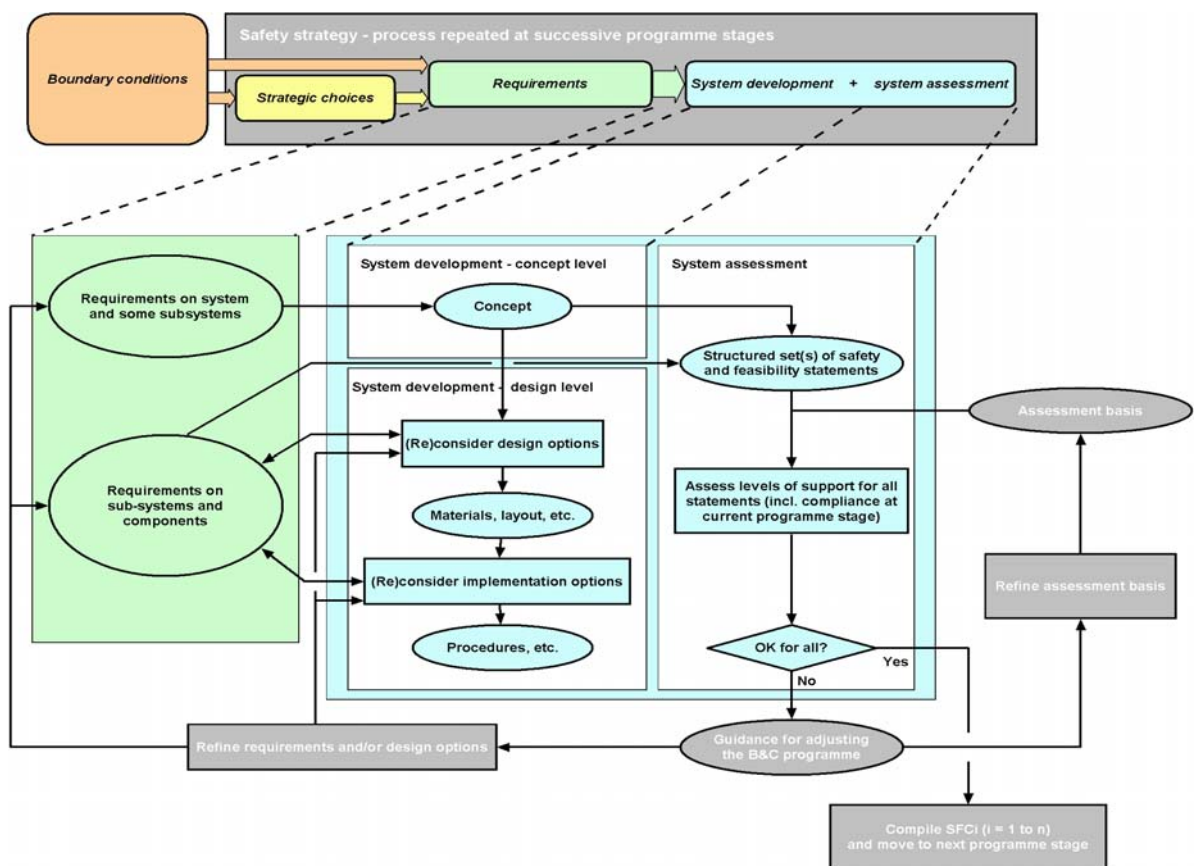 Safety strategy - process repeated at successive programme stages
Boundary conditions
Strategic choices
Requirements
System development + system assessment
System development - concept level
System assessment
Requirements on system
and some subsystems
Concept
Structured set(s) of safety
and feasibility statements
System development - design level
Assessment basis
(Re)consider design options
Requirements on
sub-systems and
components
Assess levels of support for all
statements (incl. compliance at
current programme stage)
Materials, layout, etc.
(Re)consider implementation options
Refine assessment basis
Procedures, etc.
OK for all?
Yes
No
Refine requirements and/or design options
Guidance for adjusting
the B&C programme
Compile SFCi (i = 1 to n)
and move to next programme stage